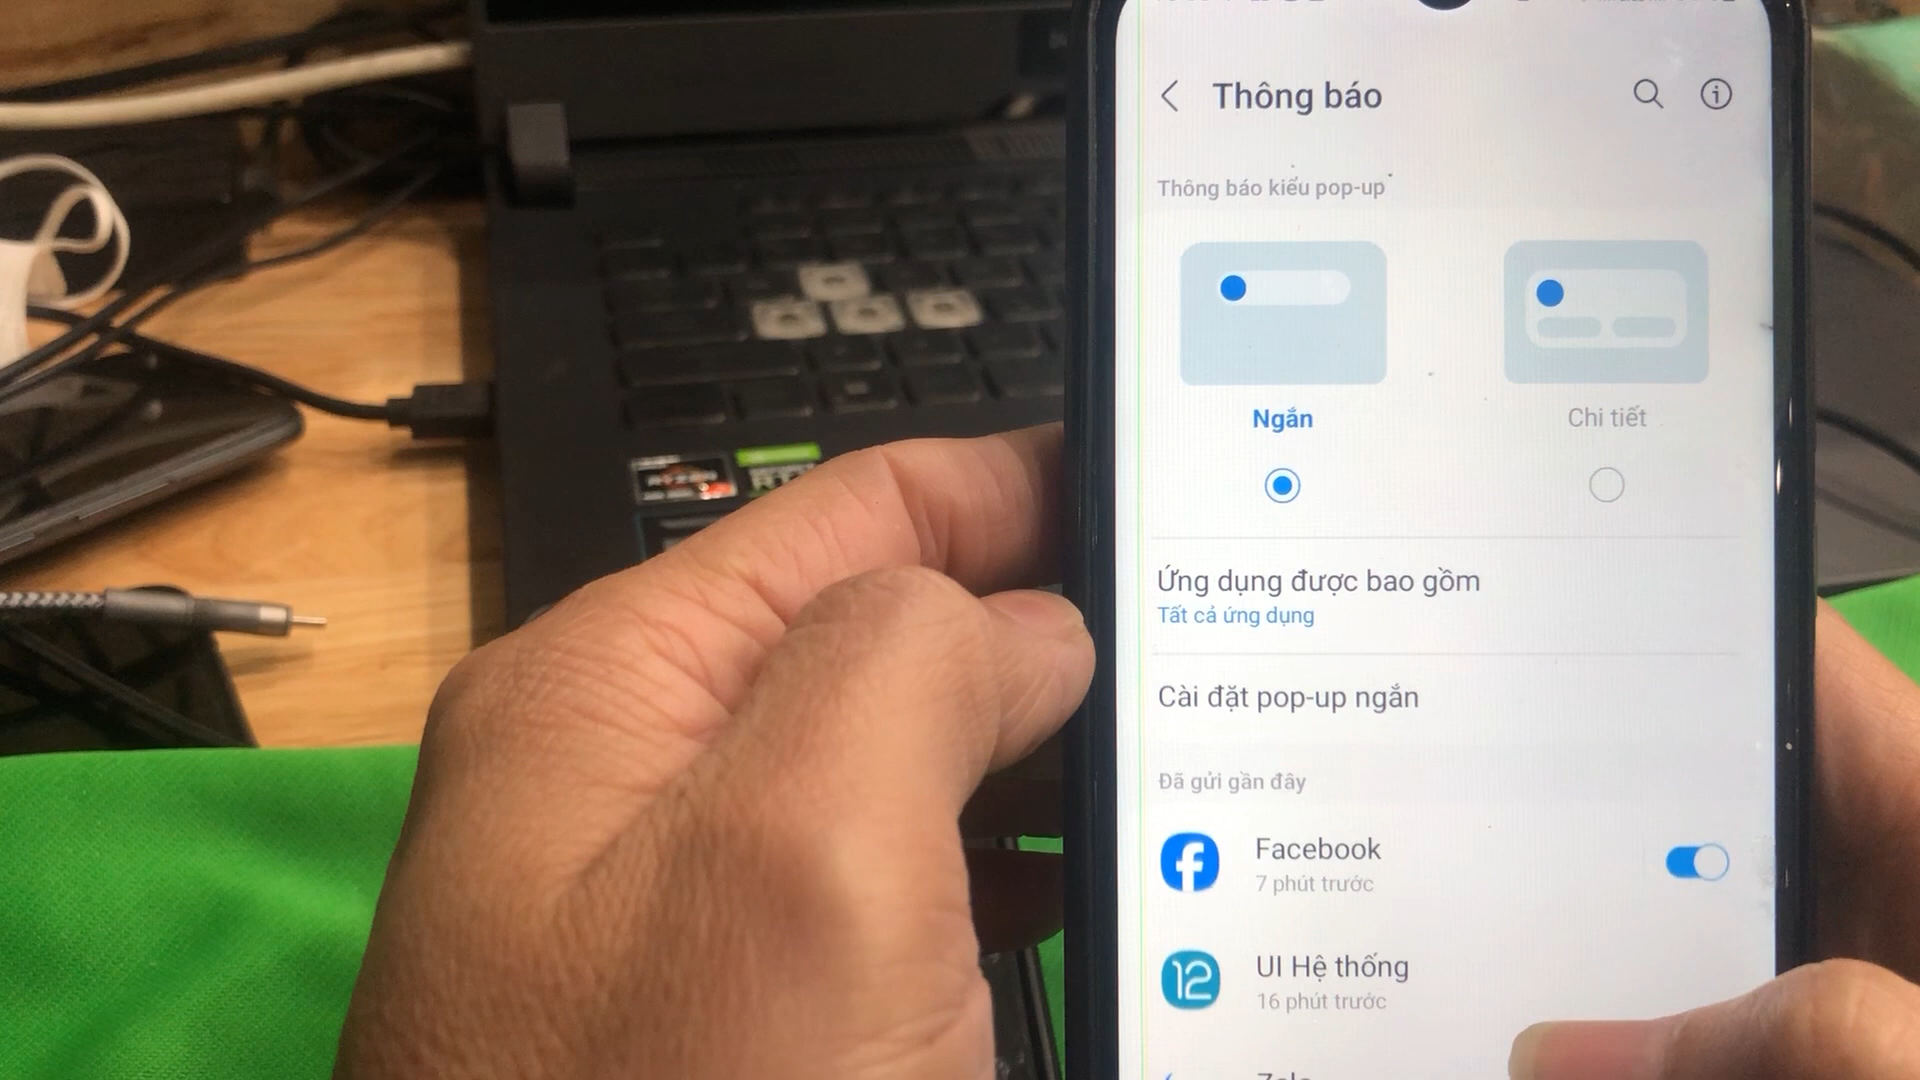 Thông báo
Thông báo kiểu pop-up
Ngắn
Chi tiết
Ứng dụng được bao gồm
Tất cả ứng dụng
Cài đặt pop-up ngắn
Đã gửi gần đây
Facebook
7 phút trước
12
UI Hệ thống
16 phút trước
RYZEN